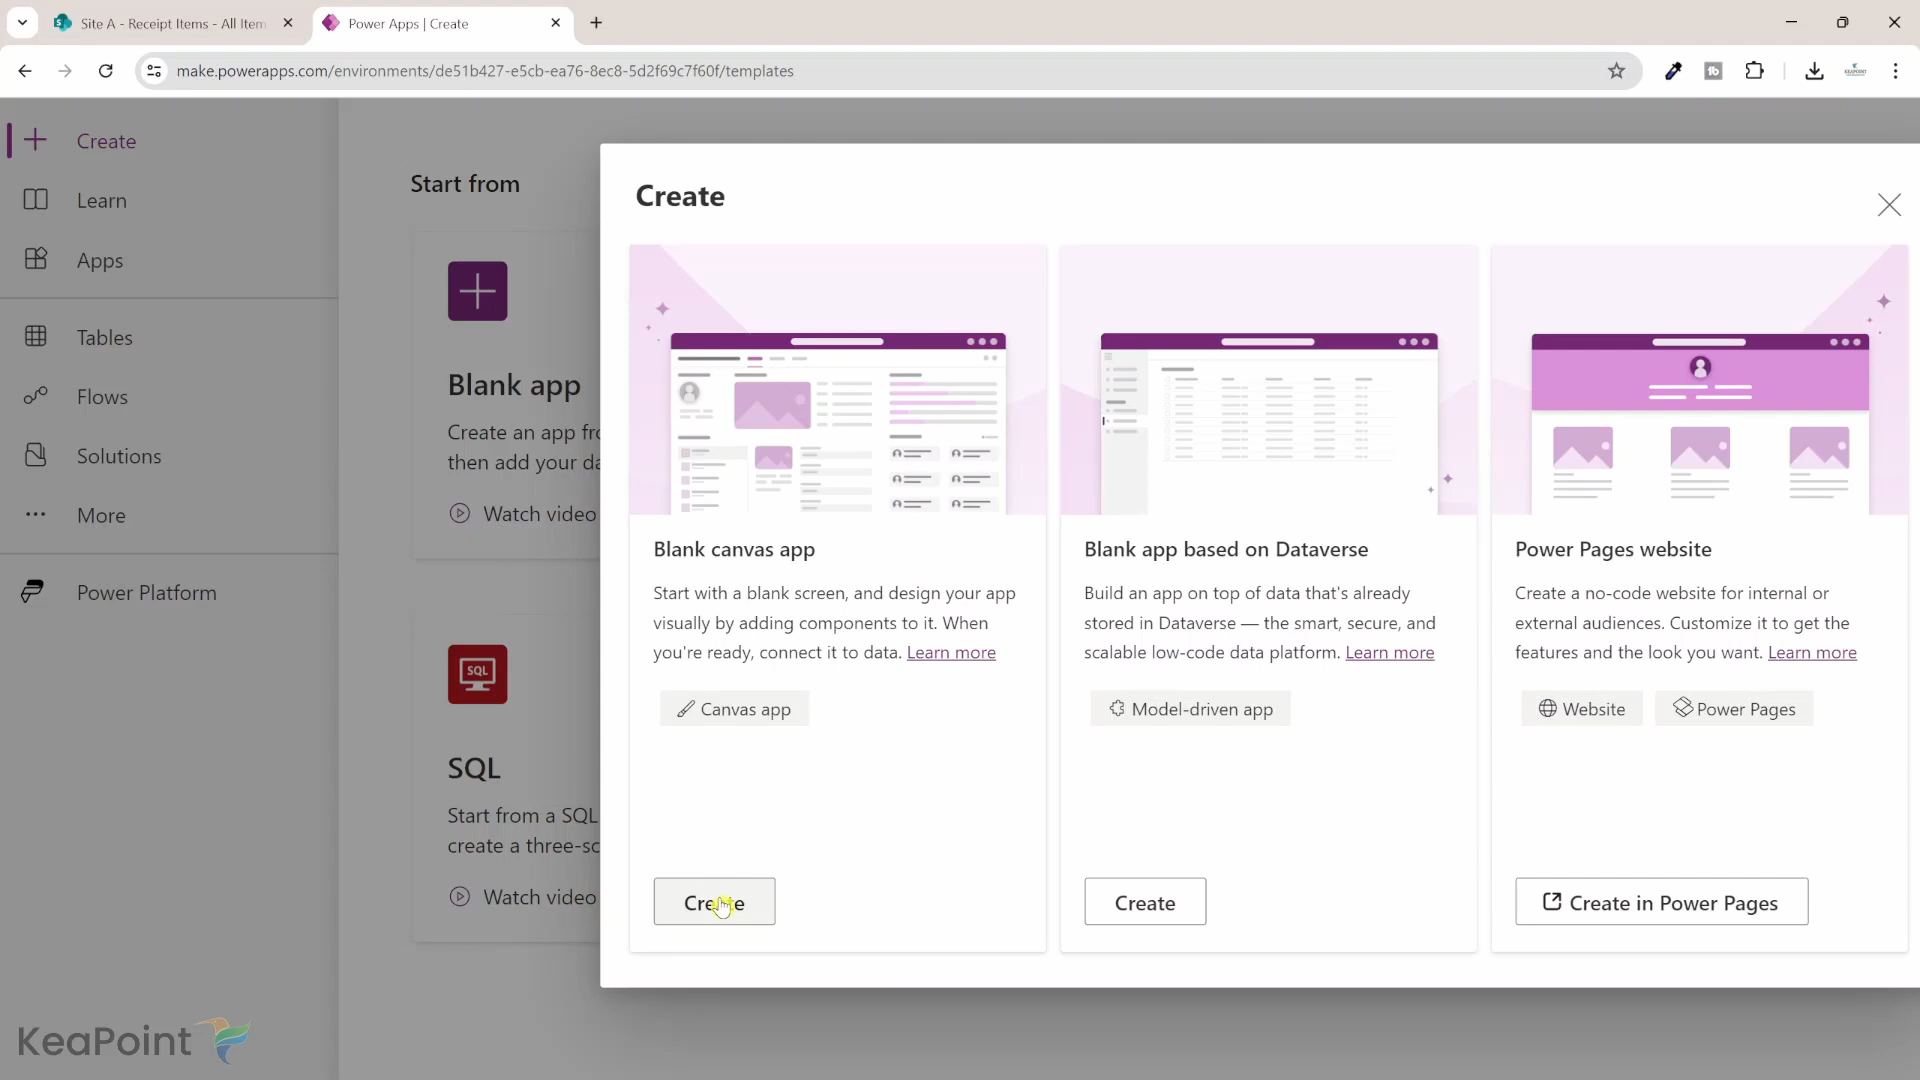 Site A - Receipt Items - All Item
Power Apps | Create
make.powerapps.com/environments/de51b427-e5cb-ea76-8ec8-5d2f69c7f60f/templates
Create
Learn
Apps
Tables
Flows
Solutions
More
Power Platform
KeaPoint
Start from
Blank app
Create an app fro
then add your da
Watch video
SQL
SQL
Start from a SQL
create a three-sc
Watch video
Create
Blank canvas app
Start with a blank screen, and design your app
visually by adding components to it. When
you're ready, connect it to data. Learn more
Canvas app
Create
Blank app based on Dataverse
Build an app on top of data that's already
stored in Dataverse — the smart, secure, and
scalable low-code data platform. Learn more
Model-driven app
Create
Power Pages website
Create a no-code website for internal or
external audiences. Customize it to get the
features and the look you want. Learn more
Website
Power Pages
Create in Power Pages